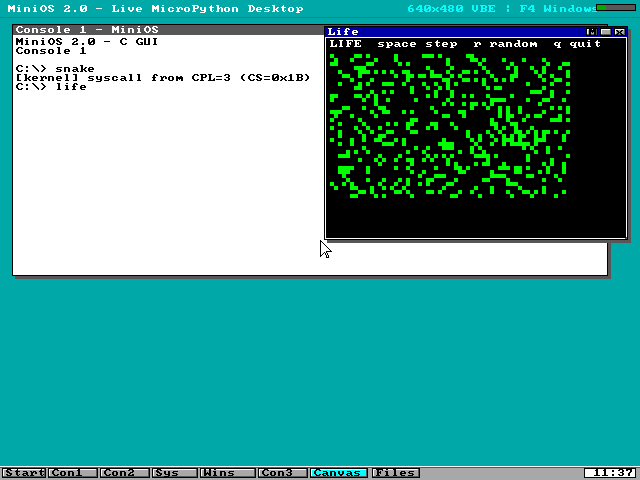 MiniOS 2.0 - Live MicroPython Desktop
640x480 VBE | F4 Windows
Console 1 - MiniOS
MiniOS 2.0 - C GUI
Console 1
C:\> snake
[kernel] syscall from CPL=3 (CS=0x1B)
C:\> life
Life
LIFE space step r random q quit
Start Con1 Con2 Sys Wins Con3 Canvas Files 11:37